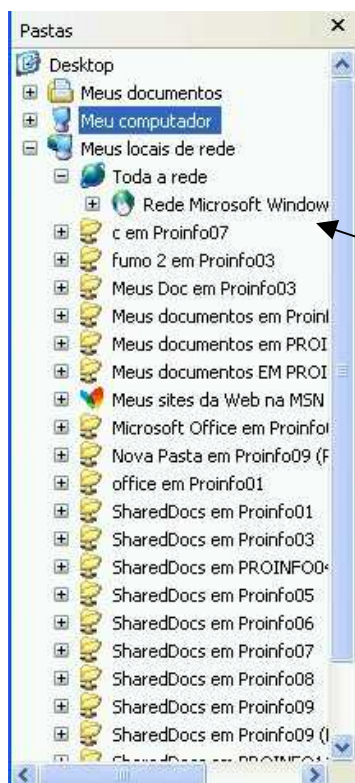 Pastas
Desktop
Meus documentos
Meu computador
Meus locais de rede
Toda a rede
Rede Microsoft Window
c em Proinfo07
fumo 2 em Proinfo03
Meus Doc em Proinfo03
Meus documentos em Proin
Meus documentos em PROI
Meus documentos EM PROI
Meus sites da Web na MSN
Microsoft Office em Proinfo
Nova Pasta em Proinfo09 (F
office em Proinfo01
SharedDocs em Proinfo01
SharedDocs em Proinfo03
SharedDocs em PROINFO0
SharedDocs em Proinfo05
SharedDocs em Proinfo06
SharedDocs em Proinfo07
SharedDocs em Proinfo08
SharedDocs em Proinfo09
SharedDocs em Proinfo09 (
SharedDocs em PROINFO1